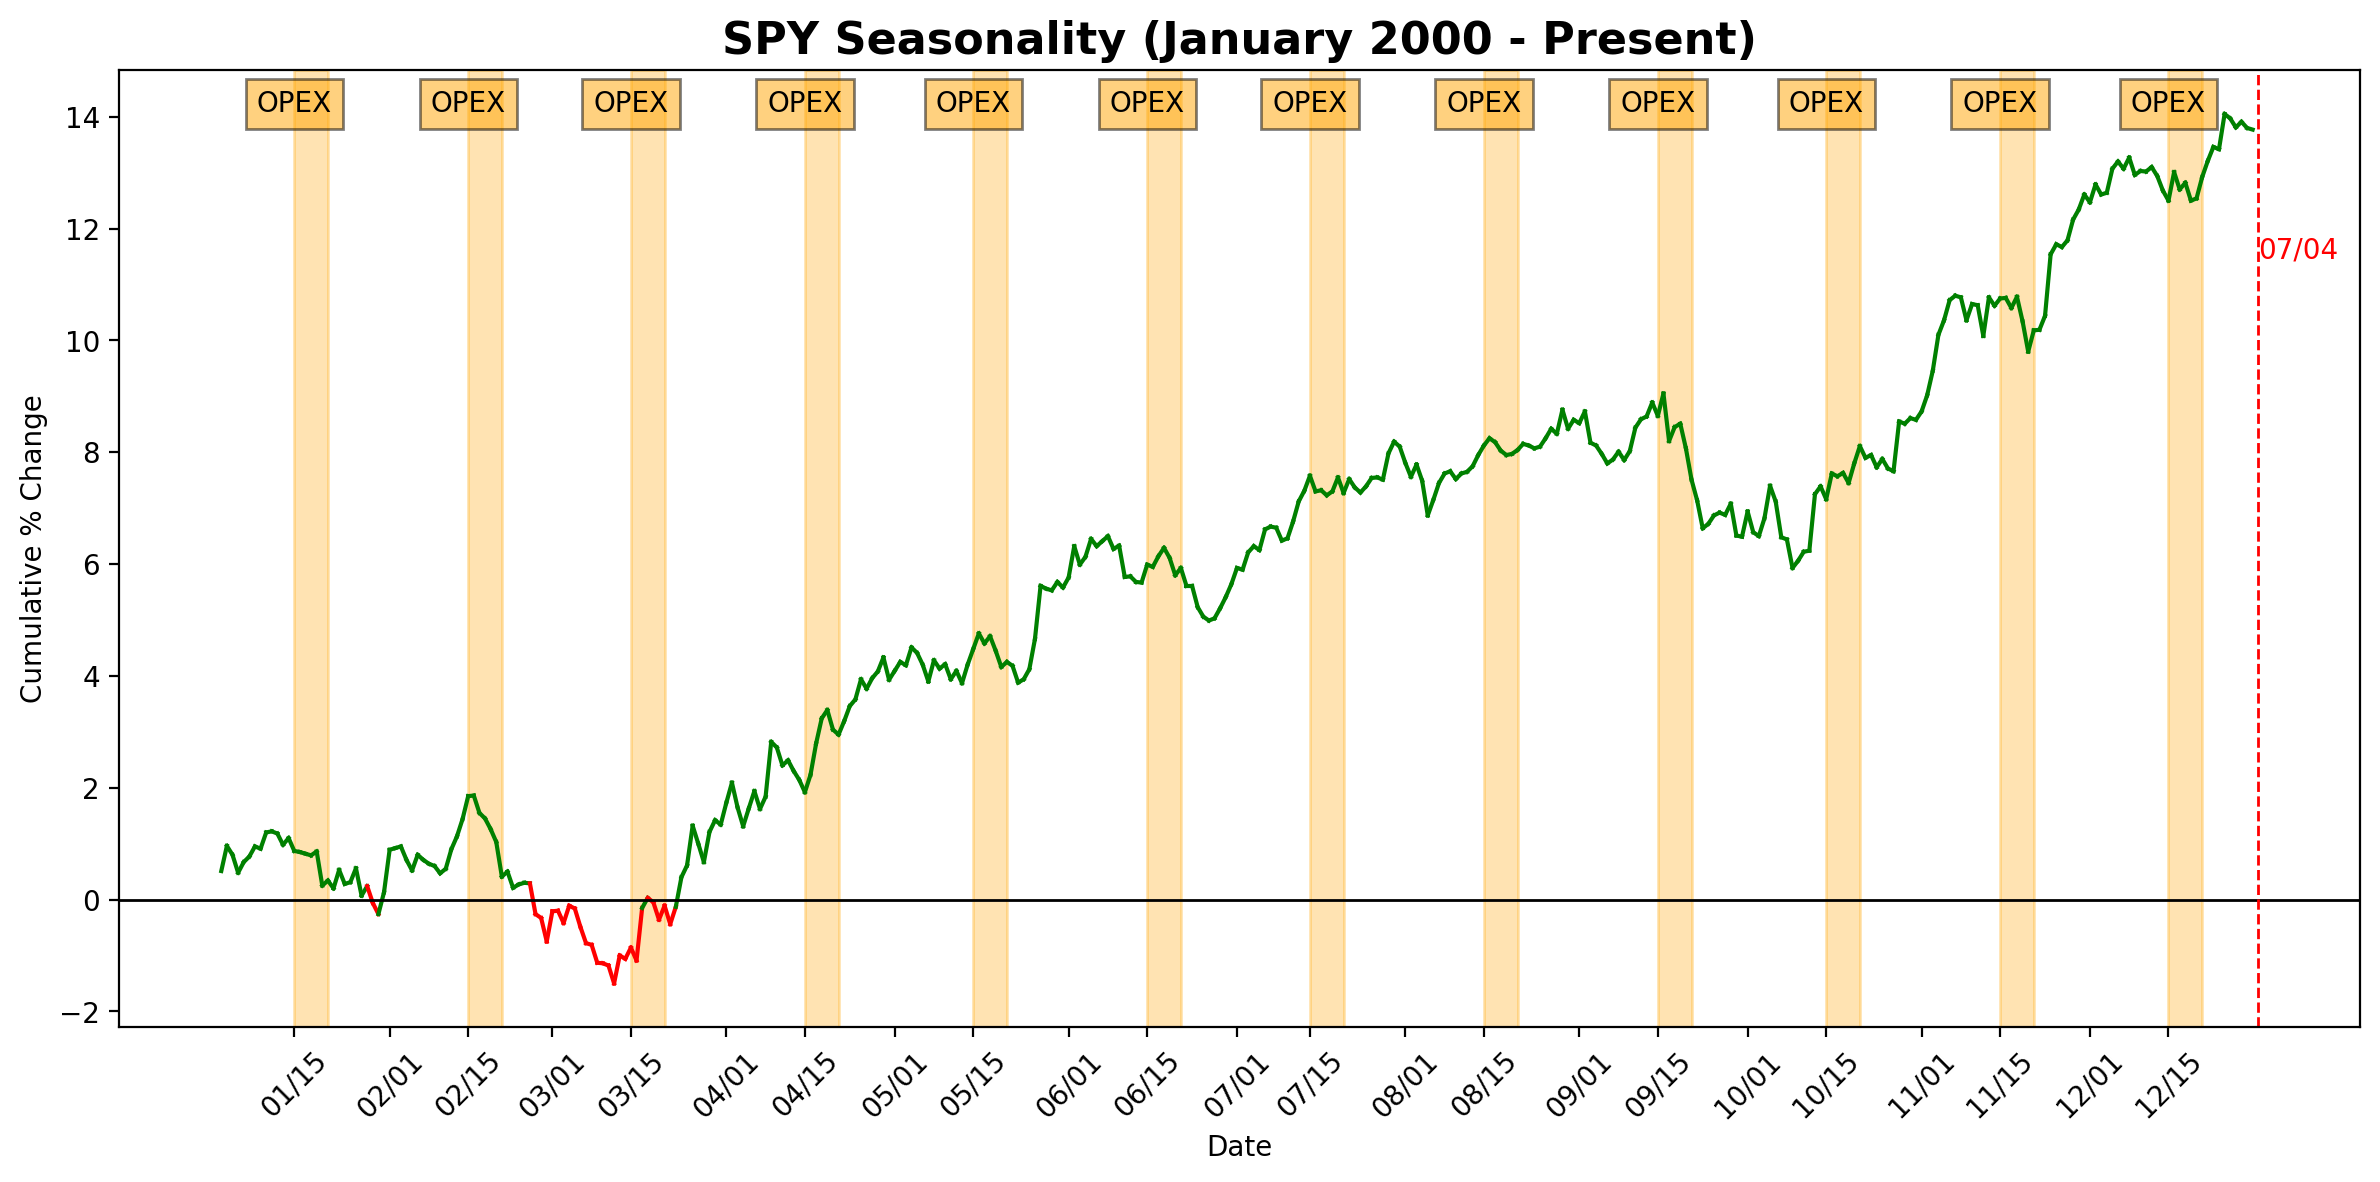 SPY Seasonality (January 2000 - Present)
OPEX OPEX OPEX OPEX OPEX OPEX OPEX OPEX OPEX OPEX OPEX OPEX
14
12
07/04
10
8
6
4
2
0
−2
Cumulative % Change
01/15 02/01 02/15 03/01 03/15 04/01 04/15 05/01 05/15 06/01 06/15 07/01 07/15 08/01 08/15 09/01 09/15 10/01 10/15 11/01 11/15 12/01 12/15
Date